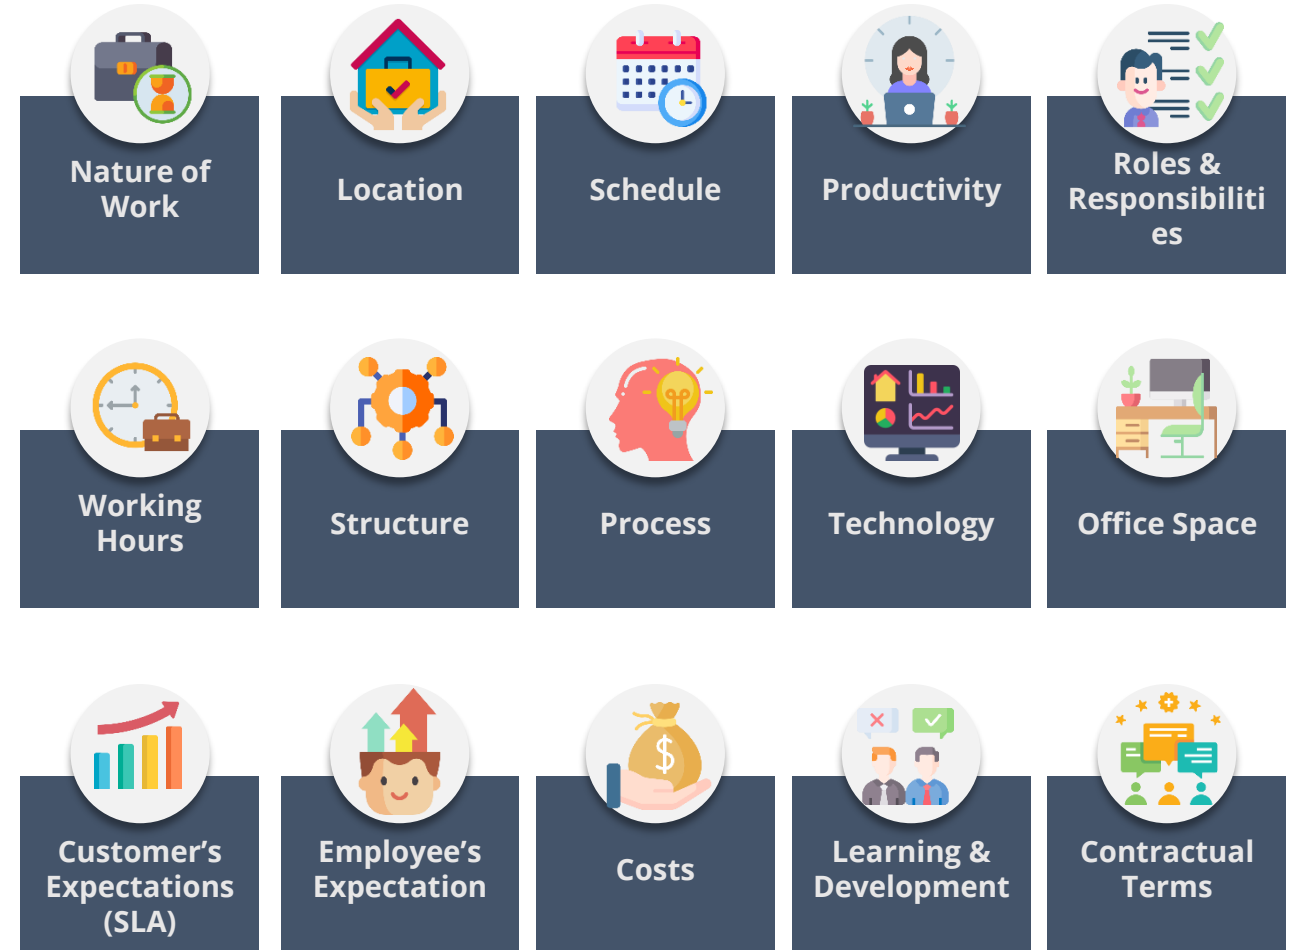 Nature of
Work
Location
Schedule
Productivity
Roles &
Responsibiliti
es
Working
Hours
Structure
Process
Technology
Office Space
Customer’s
Expectations
(SLA)
Employee’s
Expectation
$
Costs
Learning &
Development
Contractual
Terms